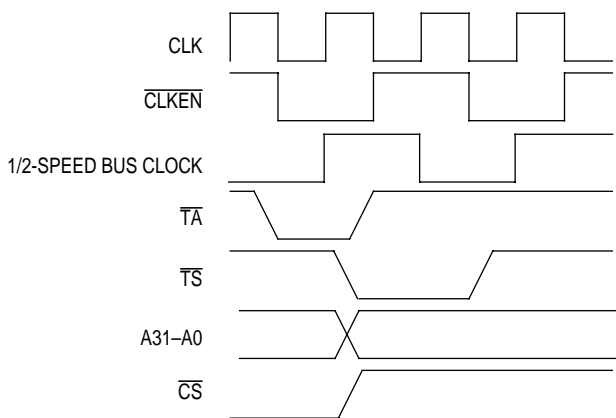 CLK
CLKEN
1/2-SPEED BUS CLOCK
TA
TS
A31–A0
CS